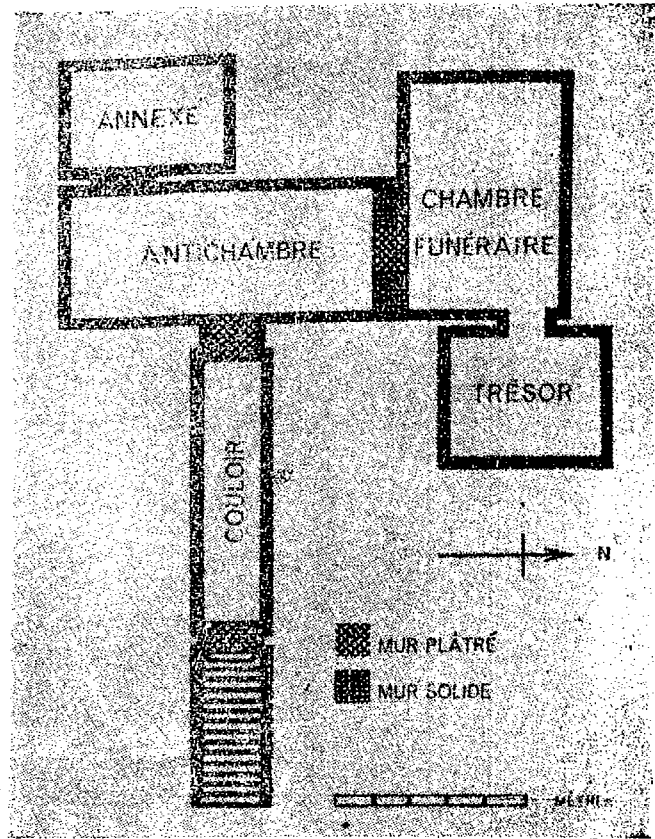 ANNEXE
ANTICHAMBRE
CHAMBRE
FUNÉRAIRE
TRÉSOR
COULOIR
N
MUR PLÂTRÉ
MUR SOLIDE